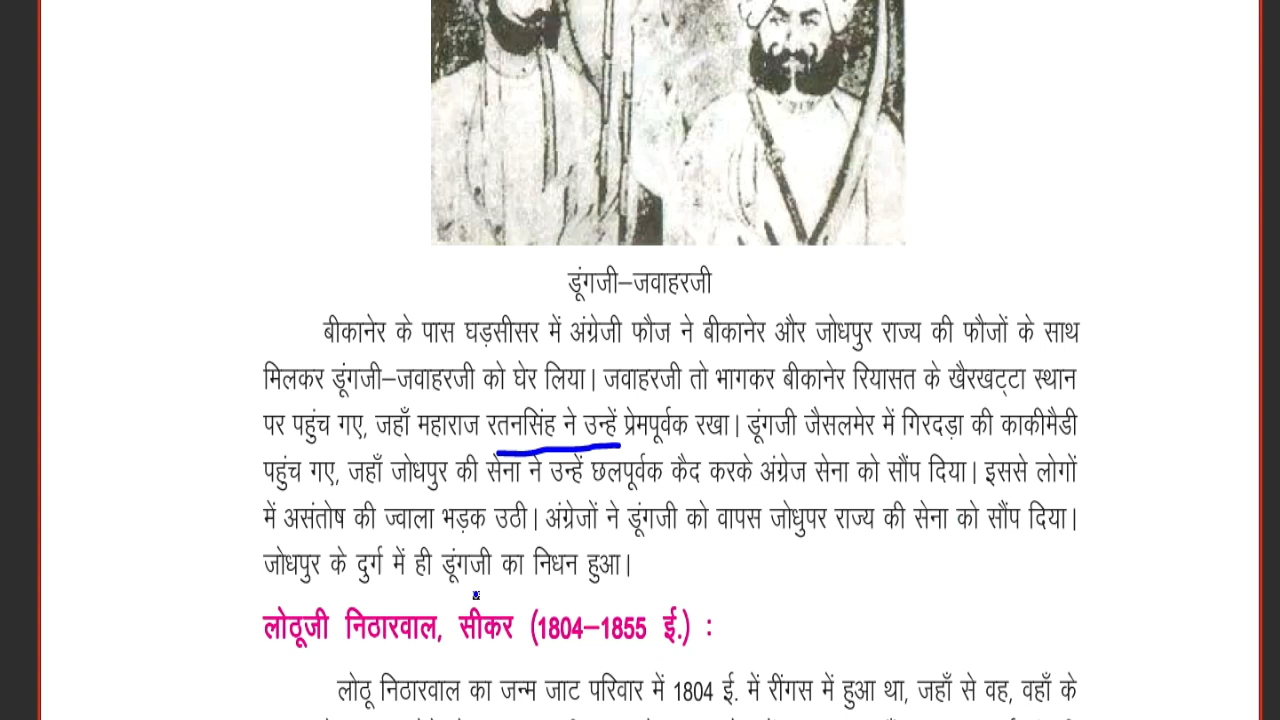 डूंगजी–जवाहरजी
बीकानेर के पास घड़सीसर में अंग्रेजी फौज ने बीकानेर और जोधपुर राज्य की फौजों के साथ
मिलकर डूंगजी–जवाहरजी को घेर लिया। जवाहरजी तो भागकर बीकानेर रियासत के खैरखट्टा स्थान
पर पहुंच गए, जहाँ महाराज रतनसिंह ने उन्हें प्रेमपूर्वक रखा। डूंगजी जैसलमेर में गिरदड़ा की काकीमैडी
पहुंच गए, जहाँ जोधपुर की सेना ने उन्हें छलपूर्वक कैद करके अंग्रेज सेना को सौंप दिया। इससे लोगों
में असंतोष की ज्वाला भड़क उठी। अंग्रेजों ने डूंगजी को वापस जोधुपर राज्य की सेना को सौंप दिया।
जोधपुर के दुर्ग में ही डूंगजी का निधन हुआ।
लोठूजी निठारवाल, सीकर (1804–1855 ई.) :
लोठू निठारवाल का जन्म जाट परिवार में 1804 ई. में रींगस में हुआ था, जहाँ से वह, वहाँ के